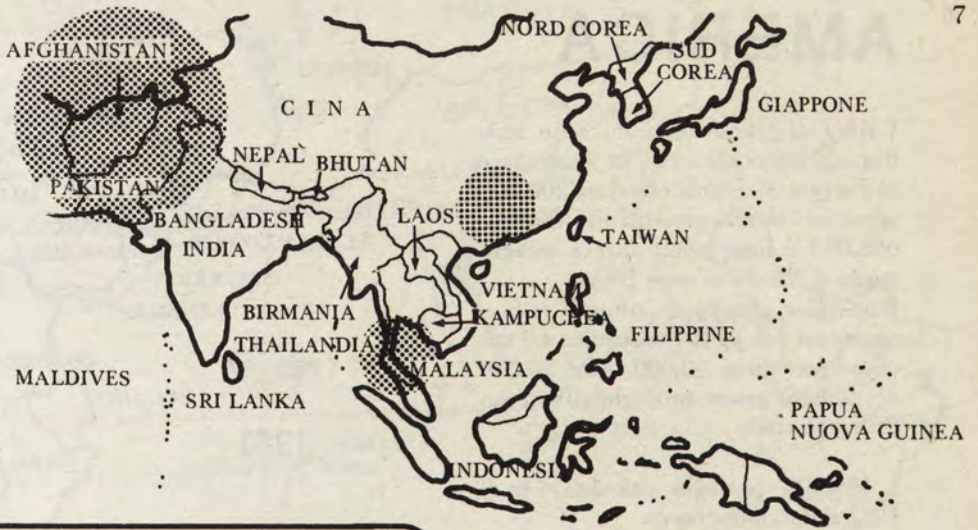 7
NORD COREA
SUD
COREA
AFGHANISTAN
GIAPPONE
CINA
NEPAL
BHUTAN
PAKISTAN
BANGLADESH
LAOS
INDIA
TAIWAN
VIETNAM
BIRMANIA
KAMPUCHEA
THAILANDIA
FILIPPINE
MALDIVES
MALAYSIA
SRI LANKA
PAPUA
NUOVA GUINEA
INDONESIA